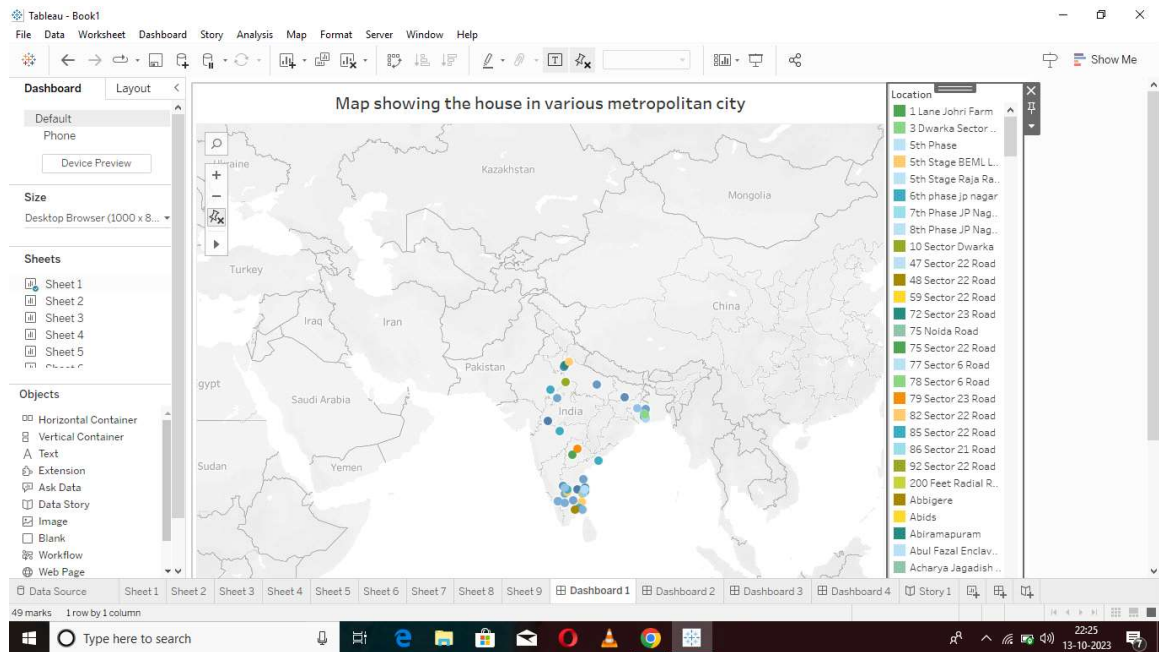 Tableau - Book1
File Data Worksheet Dashboard Story Analysis Map Format Server Window Help
Show Me
Dashboard Layout
Default
Phone
Device Preview
Size
Desktop Browser (1000 x 8...
Sheets
Sheet 1
Sheet 2
Sheet 3
Sheet 4
Sheet 5
Objects
Horizontal Container
Vertical Container
A Text
Extension
Ask Data
Data Story
Image
Blank
Workflow
Web Page
Map showing the house in various metropolitan city
Ukraine
Kazakhstan
Mongolia
Turkey
China
Iraq
Iran
Pakistan
gypt
Saudi Arabia
India
Sudan
Yemen
Location
1 Lane Johri Farm
3 Dwarka Sector ..
5th Phase
5th Stage BEML L..
5th Stage Raja Ra..
6th phase jp nagar
7th Phase JP Nag..
8th Phase JP Nag..
10 Sector Dwarka
47 Sector 22 Road
48 Sector 22 Road
59 Sector 22 Road
72 Sector 23 Road
75 Noida Road
75 Sector 22 Road
77 Sector 6 Road
78 Sector 6 Road
79 Sector 23 Road
82 Sector 22 Road
85 Sector 22 Road
86 Sector 21 Road
92 Sector 22 Road
200 Feet Radial R..
Abbigere
Abids
Abiramapuram
Abul Fazal Enclav..
Acharya Jagadish ..
Data Source Sheet 1 Sheet 2 Sheet 3 Sheet 4 Sheet 5 Sheet 6 Sheet 7 Sheet 8 Sheet 9 Dashboard 1 Dashboard 2 Dashboard 3 Dashboard 4 Story 1
49 marks 1 row by 1 column
Type here to search
22:25
13-10-2023
7